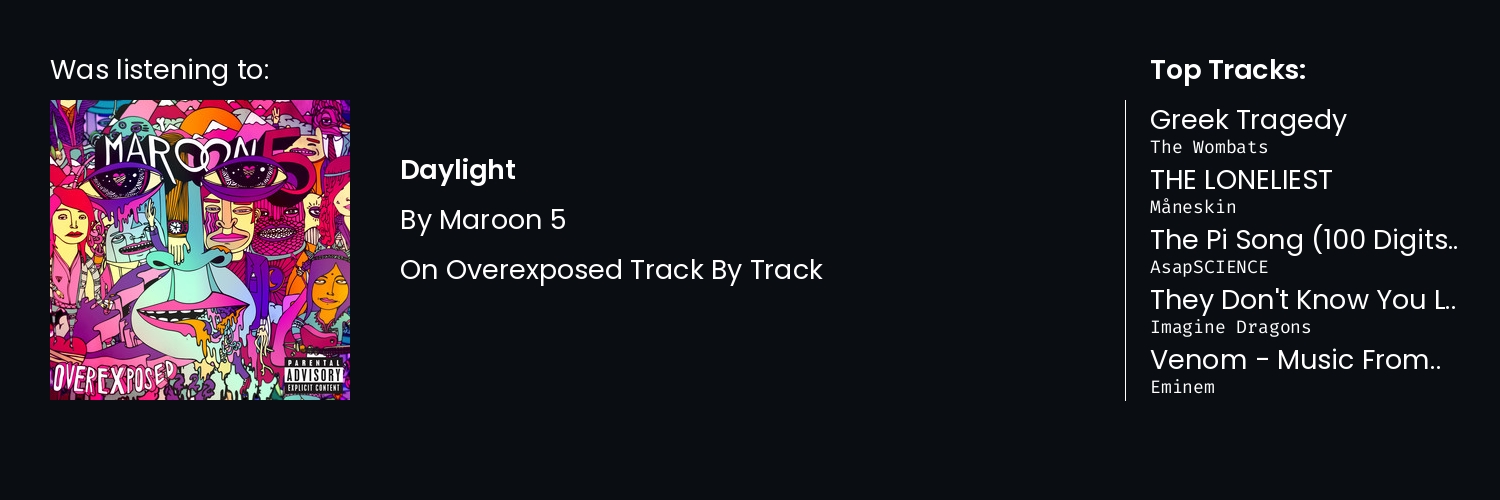 Was listening to:
MAROON 5
OVEREXPOSED
PARENTAL
ADVISORY
EXPLICIT CONTENT
Daylight
By Maroon 5
On Overexposed Track By Track
Top Tracks:
Greek Tragedy
The Wombats
THE LONELIEST
Måneskin
The Pi Song (100 Digits..
AsapSCIENCE
They Don't Know You L..
Imagine Dragons
Venom - Music From..
Eminem